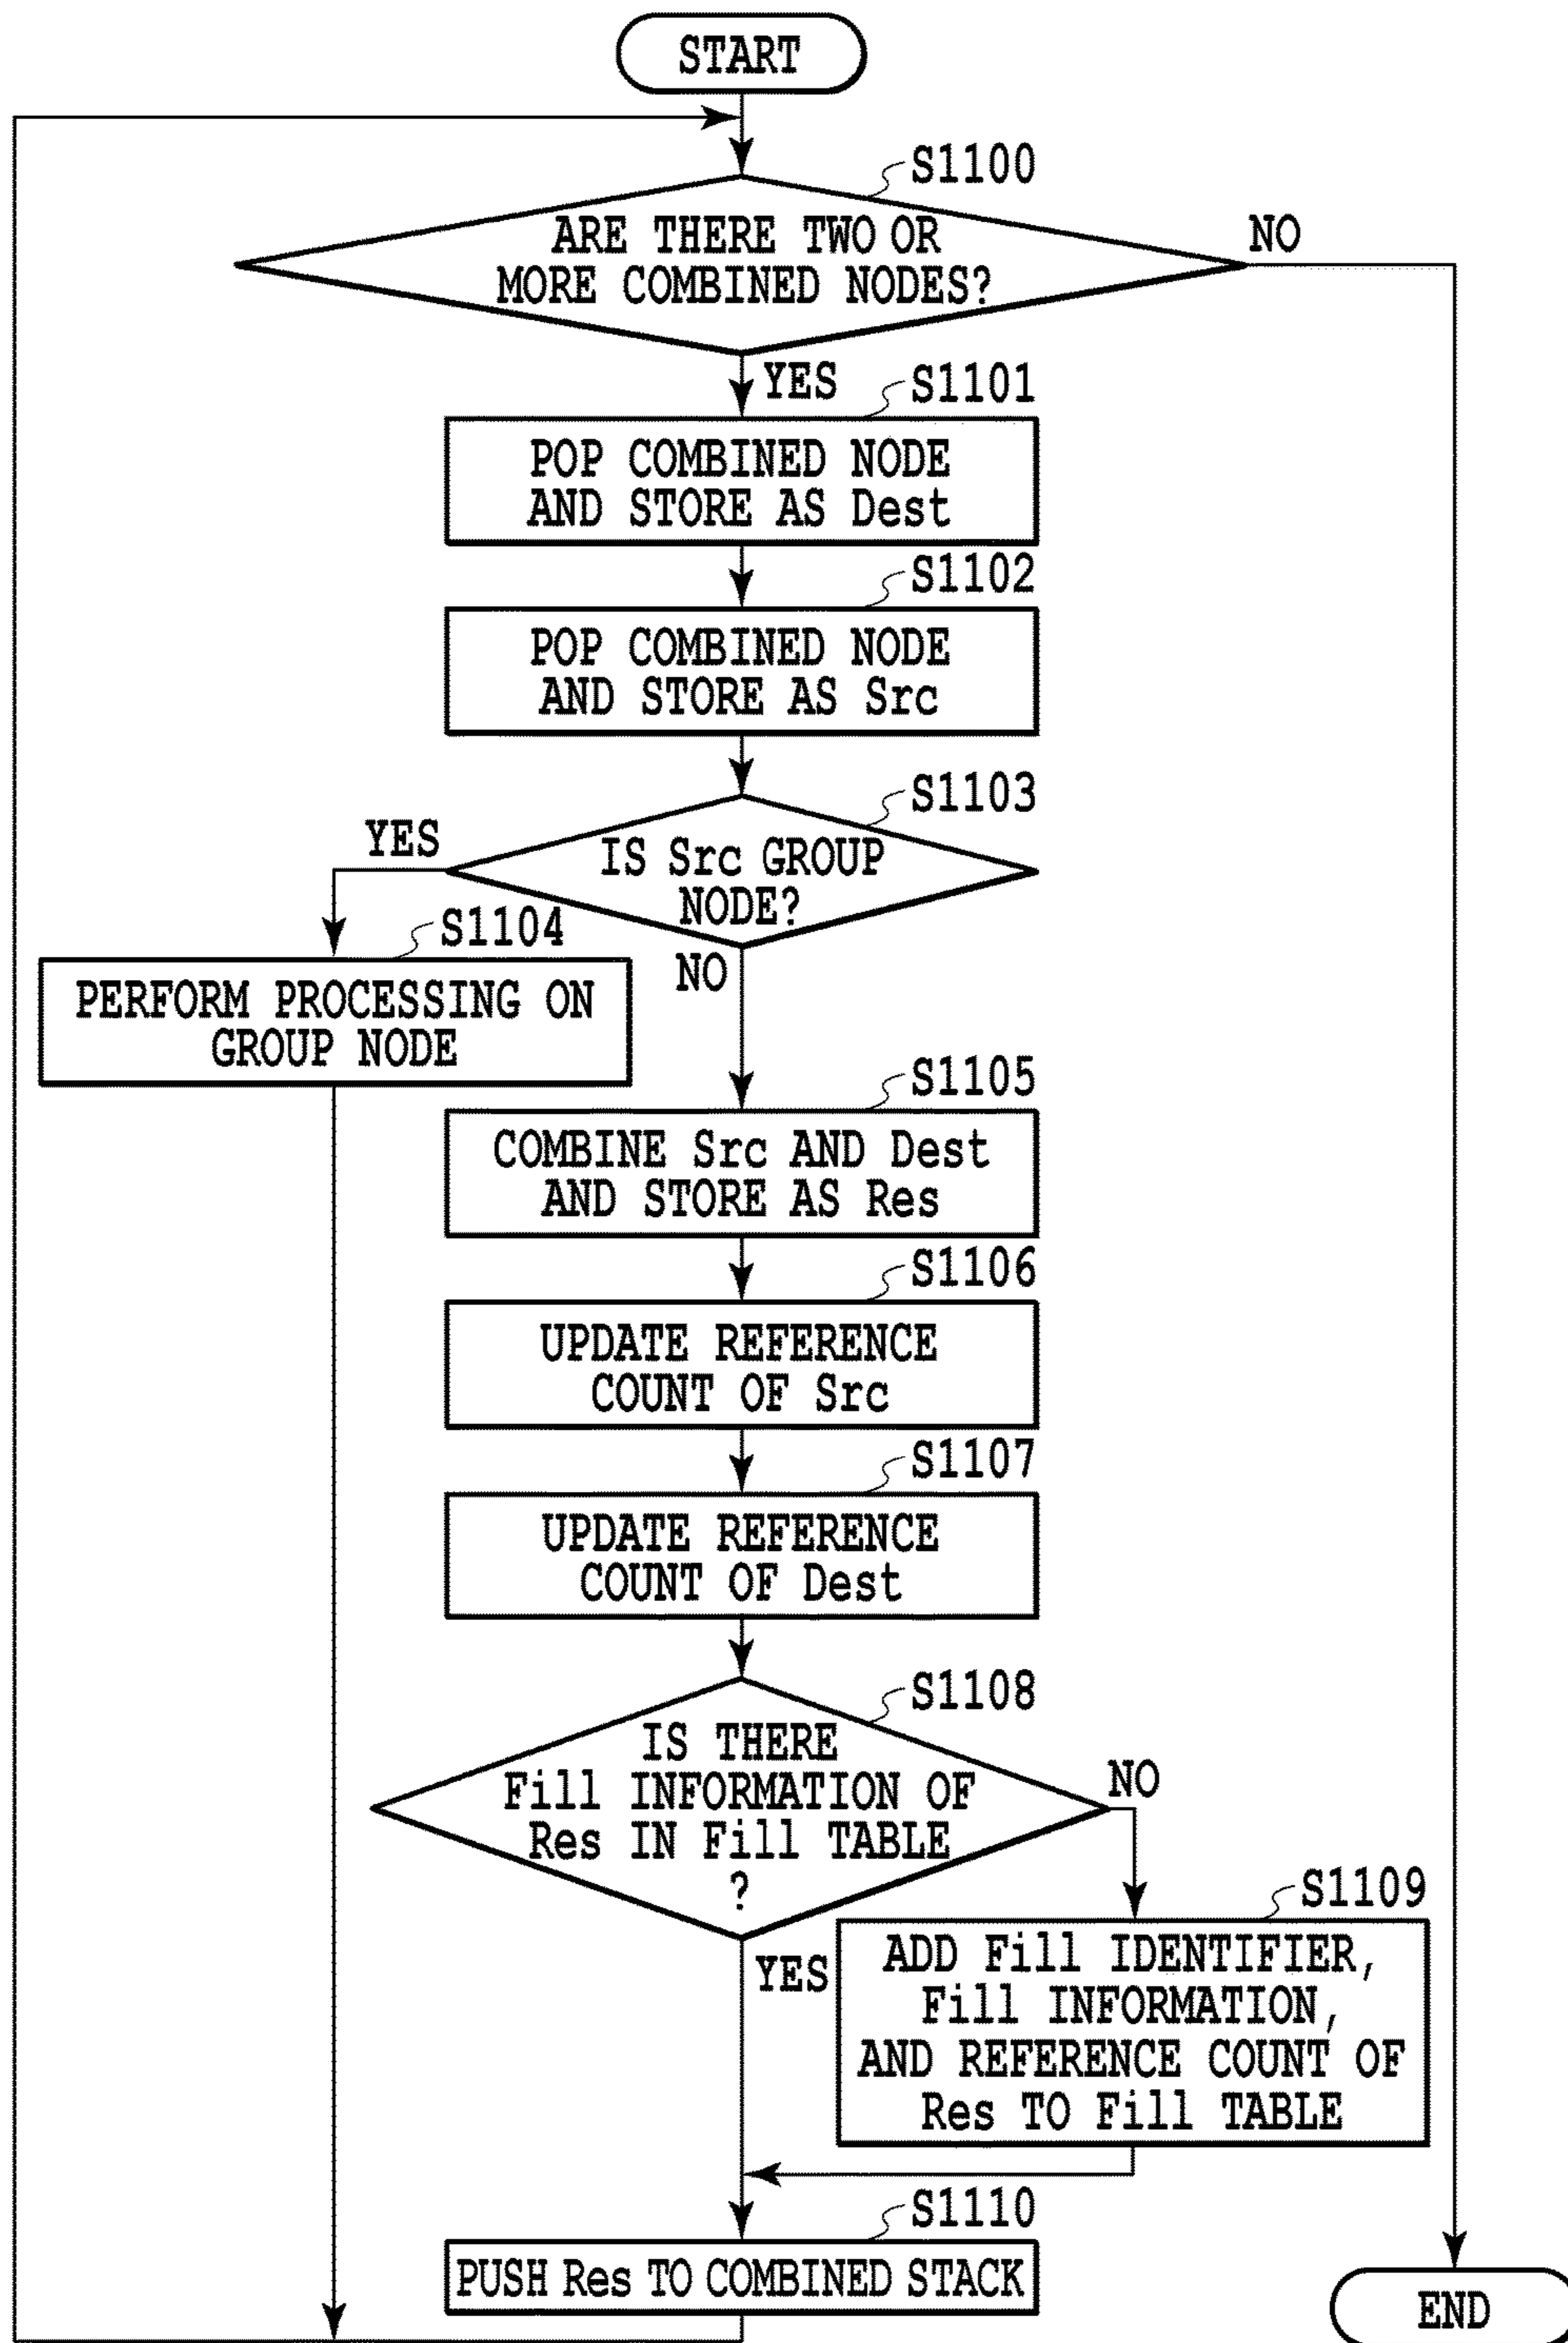 START
S1100
ARE THERE TWO OR
MORE COMBINED NODES?
NO
YES
S1101
POP COMBINED NODE
AND STORE AS Dest
S1102
POP COMBINED NODE
AND STORE AS Src
S1103
YES
IS Src GROUP
NODE?
NO
S1104
PERFORM PROCESSING ON
GROUP NODE
S1105
COMBINE Src AND Dest
AND STORE AS Res
S1106
UPDATE REFERENCE
COUNT OF Src
S1107
UPDATE REFERENCE
COUNT OF Dest
S1108
IS THERE
Fill INFORMATION OF
Res IN Fill TABLE
?
NO
YES
S1109
ADD Fill IDENTIFIER,
Fill INFORMATION,
AND REFERENCE COUNT OF
Res TO Fill TABLE
S1110
PUSH Res TO COMBINED STACK
END